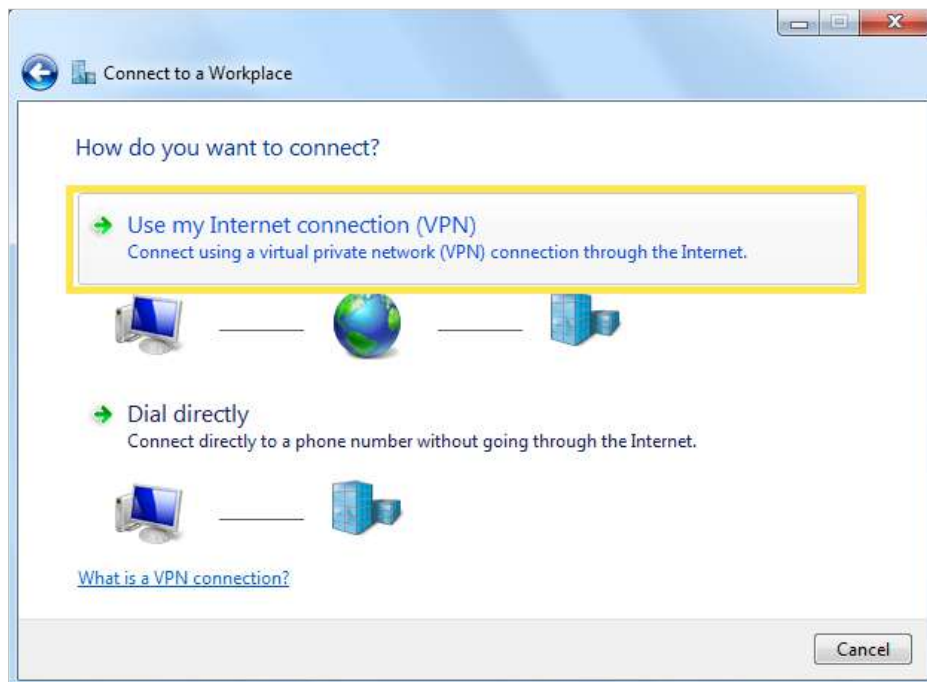 Connect to a Workplace
How do you want to connect?
Use my Internet connection (VPN)
Connect using a virtual private network (VPN) connection through the Internet.
Dial directly
Connect directly to a phone number without going through the Internet.
What is a VPN connection?
Cancel